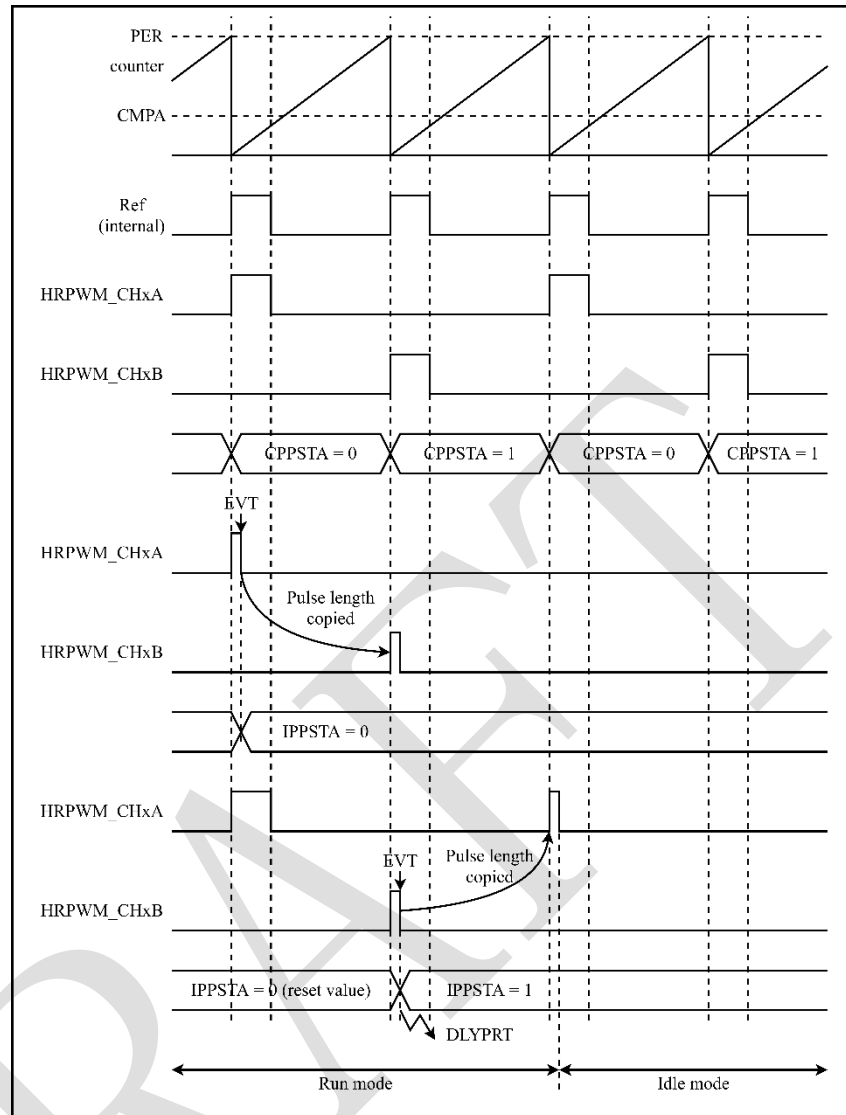 PER
counter
CMPA
Ref
(internal)
HRPWM_CHxA
HRPWM_CHxB
CPPSTA = 0
CPPSTA = 1
CPPSTA = 0
CPPSTA = 1
EVT
HRPWM_CHxA
Pulse length
copied
HRPWM_CHxB
IPPSTA = 0
HRPWM_CHxA
EVT
Pulse length
copied
HRPWM_CHxB
IPPSTA = 0 (reset value)
IPPSTA = 1
DLYPRT
Run mode
Idle mode
RAFT